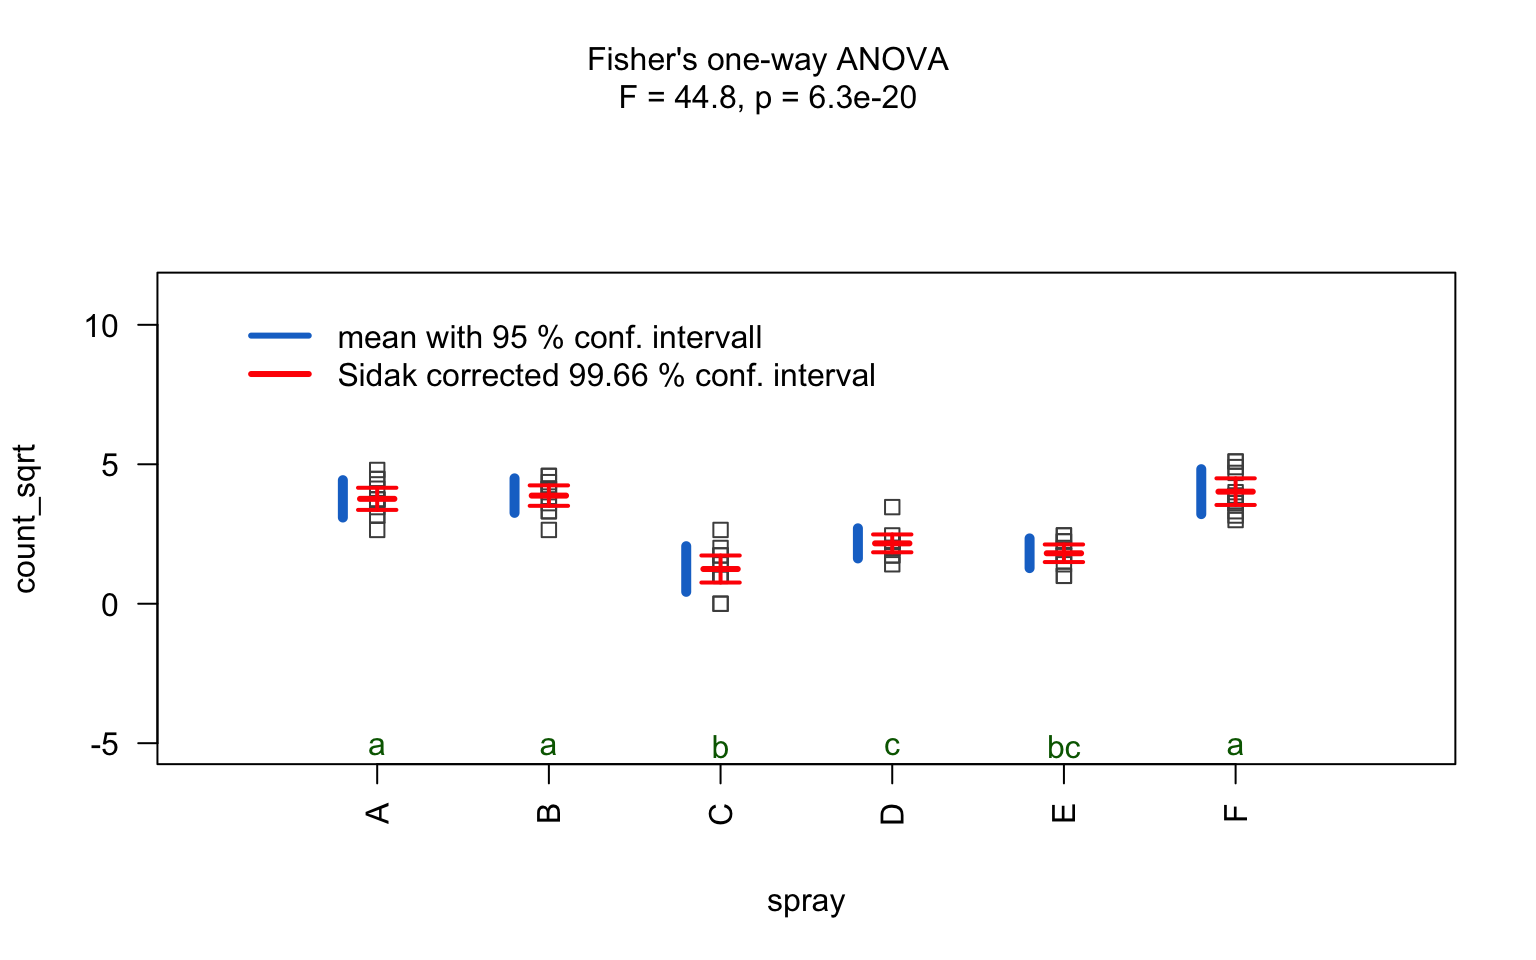 Fisher's one-way ANOVA
F = 44.8, p = 6.3e-20
10
mean with 95 % conf. intervall
Sidak corrected 99.66 % conf. interval
count_sqrt
5
0
-5
a a b c bc a
A B C D E F
spray